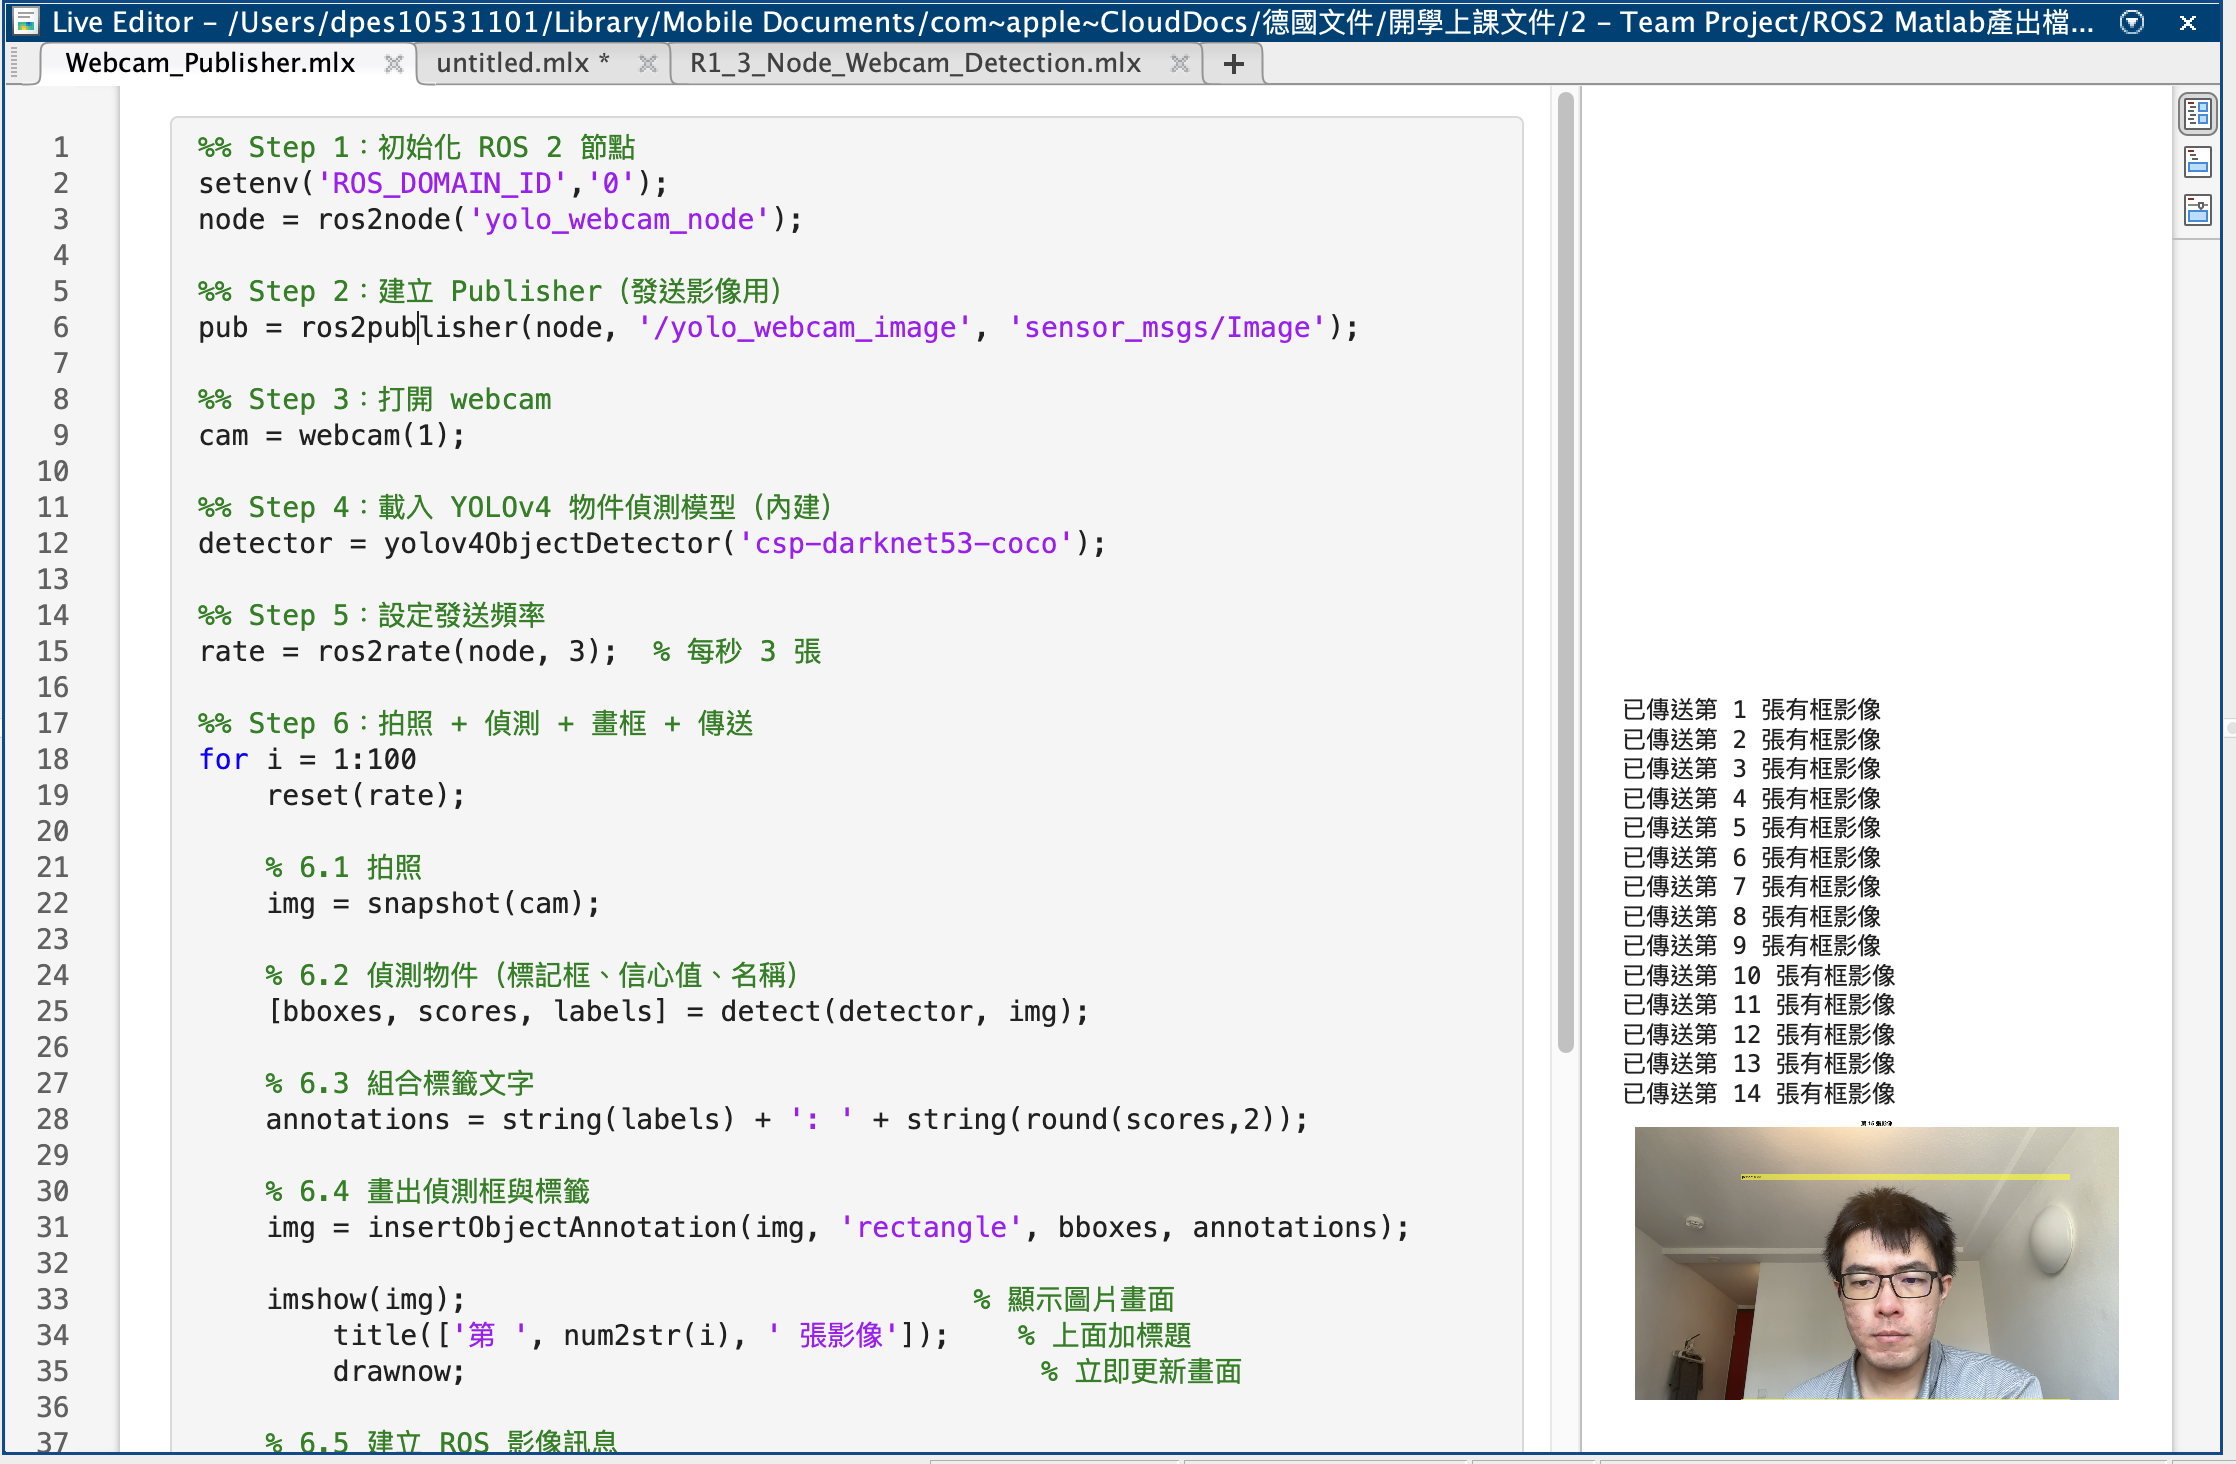 Live Editor – /Users/dpes10531101/Library/Mobile Documents/com~apple~CloudDocs/德國文件/開學上課文件/2 – Team Project/ROS2 Matlab產出檔...
Webcam_Publisher.mlx
untitled.mlx *
R1_3_Node_Webcam_Detection.mlx
+
1 %% Step 1：初始化 ROS 2 節點
2 setenv('ROS_DOMAIN_ID','0');
3 node = ros2node('yolo_webcam_node');
4
5 %% Step 2：建立 Publisher（發送影像用）
6 pub = ros2publisher(node, '/yolo_webcam_image', 'sensor_msgs/Image');
7
8 %% Step 3：打開 webcam
9 cam = webcam(1);
10
11 %% Step 4：載入 YOLOv4 物件偵測模型（內建）
12 detector = yolov4ObjectDetector('csp-darknet53-coco');
13
14 %% Step 5：設定發送頻率
15 rate = ros2rate(node, 3);  % 每秒 3 張
16
17 %% Step 6：拍照 + 偵測 + 畫框 + 傳送
18 for i = 1:100
19     reset(rate);
20
21     % 6.1 拍照
22     img = snapshot(cam);
23
24     % 6.2 偵測物件（標記框、信心值、名稱）
25     [bboxes, scores, labels] = detect(detector, img);
26
27     % 6.3 組合標籤文字
28     annotations = string(labels) + ': ' + string(round(scores,2));
29
30     % 6.4 畫出偵測框與標籤
31     img = insertObjectAnnotation(img, 'rectangle', bboxes, annotations);
32
33     imshow(img);                              % 顯示圖片畫面
34         title(['第 ', num2str(i), ' 張影像']);    % 上面加標題
35         drawnow;                                  % 立即更新畫面
36
37     % 6.5 建立 ROS 影像訊息
已傳送第 1 張有框影像
已傳送第 2 張有框影像
已傳送第 3 張有框影像
已傳送第 4 張有框影像
已傳送第 5 張有框影像
已傳送第 6 張有框影像
已傳送第 7 張有框影像
已傳送第 8 張有框影像
已傳送第 9 張有框影像
已傳送第 10 張有框影像
已傳送第 11 張有框影像
已傳送第 12 張有框影像
已傳送第 13 張有框影像
已傳送第 14 張有框影像